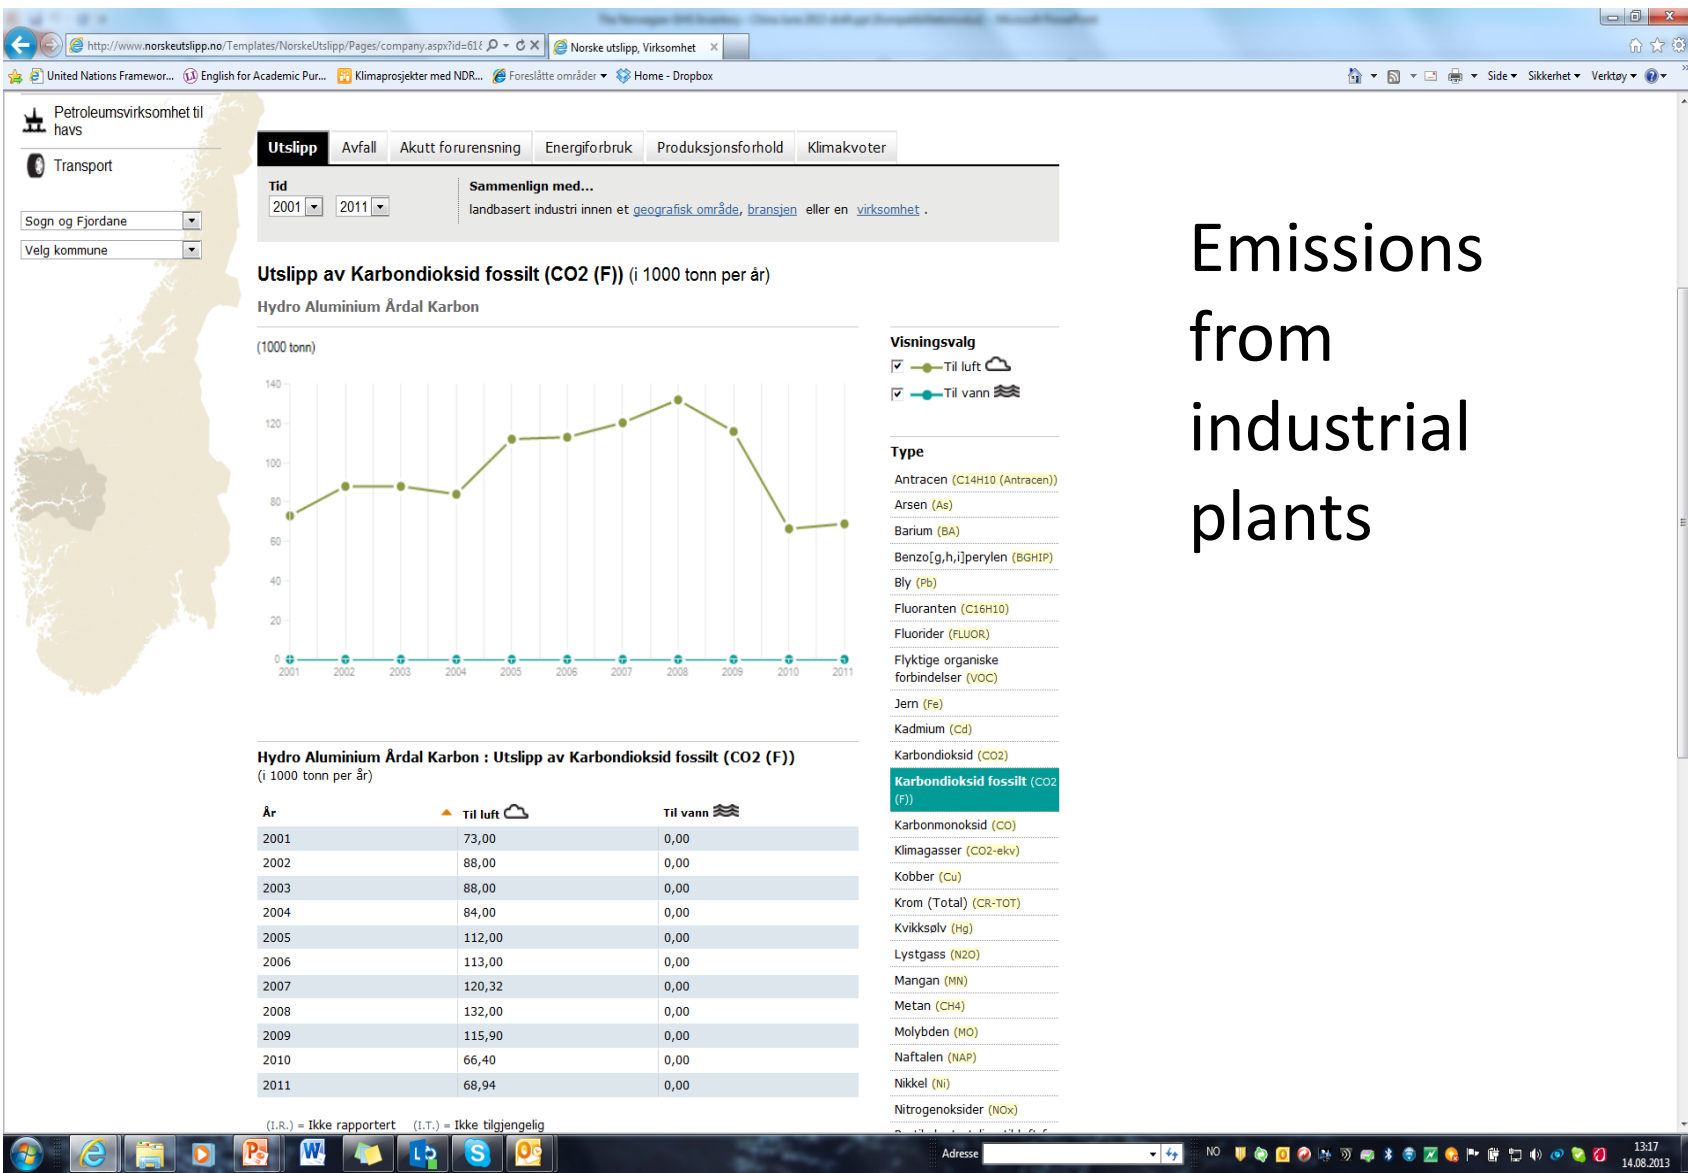 http://www.norskeutslipp.no/Templates/NorskeUtslipp/Pages/company.aspx?id=618
Norske utslipp, Virksomhet
United Nations Framewor...
English for Academic Pur...
Klimaprosjekter med NDR...
Foreslåtte områder
Home - Dropbox
Side
Sikkerhet
Verktøy
Petroleumsvirksomhet til
havs
Transport
Sogn og Fjordane
Velg kommune
Utslipp Avfall Akutt forurensning Energiforbruk Produksjonsforhold Klimakvoter
Tid
2001 2011
Sammenlign med...
landbasert industri innen et geografisk område, bransjen eller en virksomhet .
Utslipp av Karbondioksid fossilt (CO2 (F)) (i 1000 tonn per år)
Hydro Aluminium Årdal Karbon
(1000 tonn)
140
120
100
80
60
40
20
0
2001 2002 2003 2004 2005 2006 2007 2008 2009 2010 2011
Visningsvalg
Til luft
Til vann
Hydro Aluminium Årdal Karbon : Utslipp av Karbondioksid fossilt (CO2 (F))
(i 1000 tonn per år)
År Til luft Til vann
2001 73,00 0,00
2002 88,00 0,00
2003 88,00 0,00
2004 84,00 0,00
2005 112,00 0,00
2006 113,00 0,00
2007 120,32 0,00
2008 132,00 0,00
2009 115,90 0,00
2010 66,40 0,00
2011 68,94 0,00
(I.R.) = Ikke rapportert (I.T.) = Ikke tilgjengelig
Type
Antracen (C14H10 (Antracen))
Arsen (As)
Barium (BA)
Benzo[g,h,i]perylen (BGHIP)
Bly (Pb)
Fluoranten (C16H10)
Fluorider (FLUOR)
Flyktige organiske
forbindelser (VOC)
Jern (Fe)
Kadmium (Cd)
Karbondioksid (CO2)
Karbondioksid fossilt (CO2
(F))
Karbonmonoksid (CO)
Klimagasser (CO2-ekv)
Kobber (Cu)
Krom (Total) (CR-TOT)
Kvikksølv (Hg)
Lystgass (N2O)
Mangan (MN)
Metan (CH4)
Molybden (MO)
Naftalen (NAP)
Nikkel (Ni)
Nitrogenoksider (NOx)
Emissions
from
industrial
plants
Adresse
NO
13:17
14.08.2013